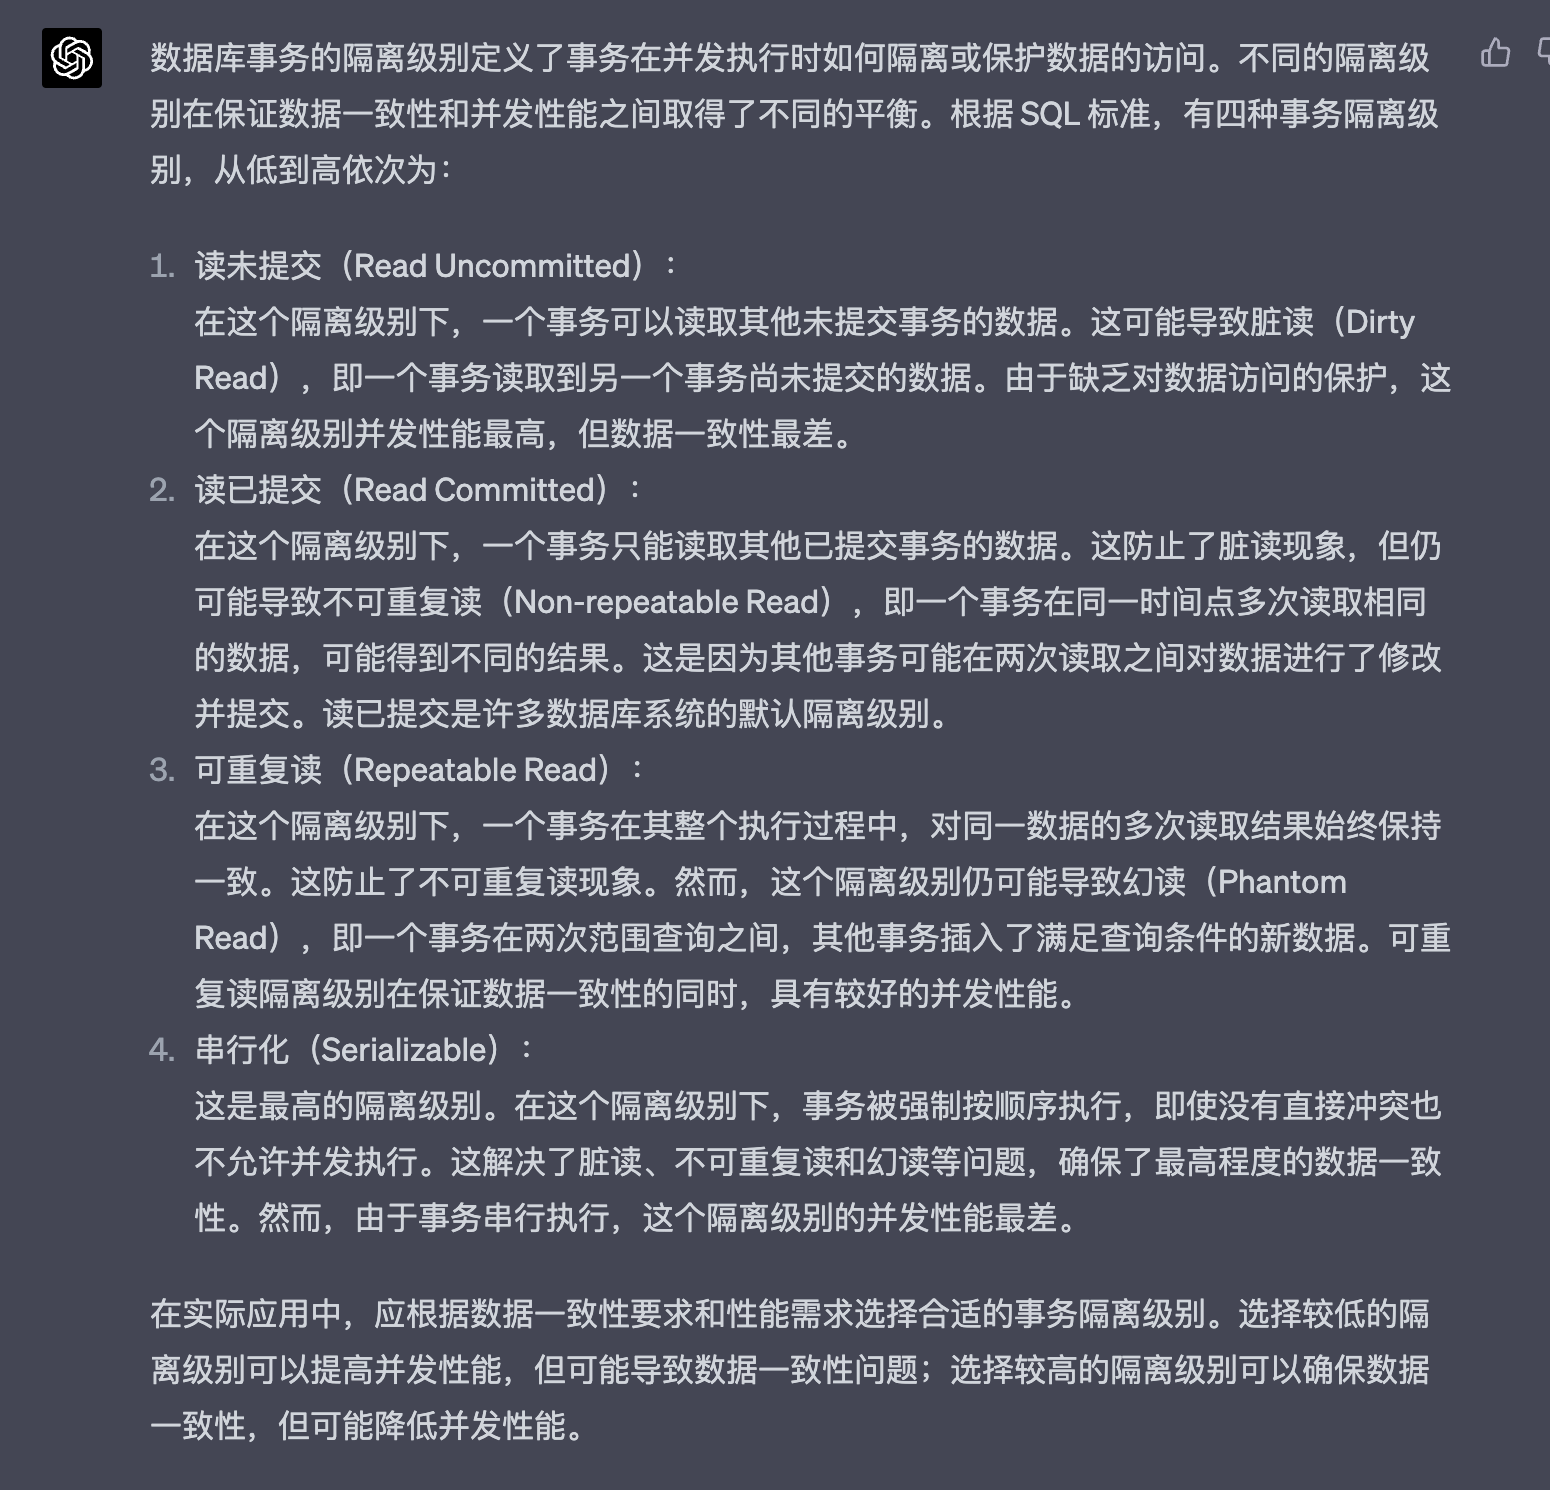 数据库事务的隔离级别定义了事务在并发执行时如何隔离或保护数据的访问。不同的隔离级
别在保证数据一致性和并发性能之间取得了不同的平衡。根据 SQL 标准，有四种事务隔离级
别，从低到高依次为：
1. 读未提交（Read Uncommitted）：
在这个隔离级别下，一个事务可以读取其他未提交事务的数据。这可能导致脏读（Dirty
Read），即一个事务读取到另一个事务尚未提交的数据。由于缺乏对数据访问的保护，这
个隔离级别并发性能最高，但数据一致性最差。
2. 读已提交（Read Committed）：
在这个隔离级别下，一个事务只能读取其他已提交事务的数据。这防止了脏读现象，但仍
可能导致不可重复读（Non-repeatable Read），即一个事务在同一时间点多次读取相同
的数据，可能得到不同的结果。这是因为其他事务可能在两次读取之间对数据进行了修改
并提交。读已提交是许多数据库系统的默认隔离级别。
3. 可重复读（Repeatable Read）：
在这个隔离级别下，一个事务在其整个执行过程中，对同一数据的多次读取结果始终保持
一致。这防止了不可重复读现象。然而，这个隔离级别仍可能导致幻读（Phantom
Read），即一个事务在两次范围查询之间，其他事务插入了满足查询条件的新数据。可重
复读隔离级别在保证数据一致性的同时，具有较好的并发性能。
4. 串行化（Serializable）：
这是最高的隔离级别。在这个隔离级别下，事务被强制按顺序执行，即使没有直接冲突也
不允许并发执行。这解决了脏读、不可重复读和幻读等问题，确保了最高程度的数据一致
性。然而，由于事务串行执行，这个隔离级别的并发性能最差。
在实际应用中，应根据数据一致性要求和性能需求选择合适的事务隔离级别。选择较低的隔
离级别可以提高并发性能，但可能导致数据一致性问题；选择较高的隔离级别可以确保数据
一致性，但可能降低并发性能。